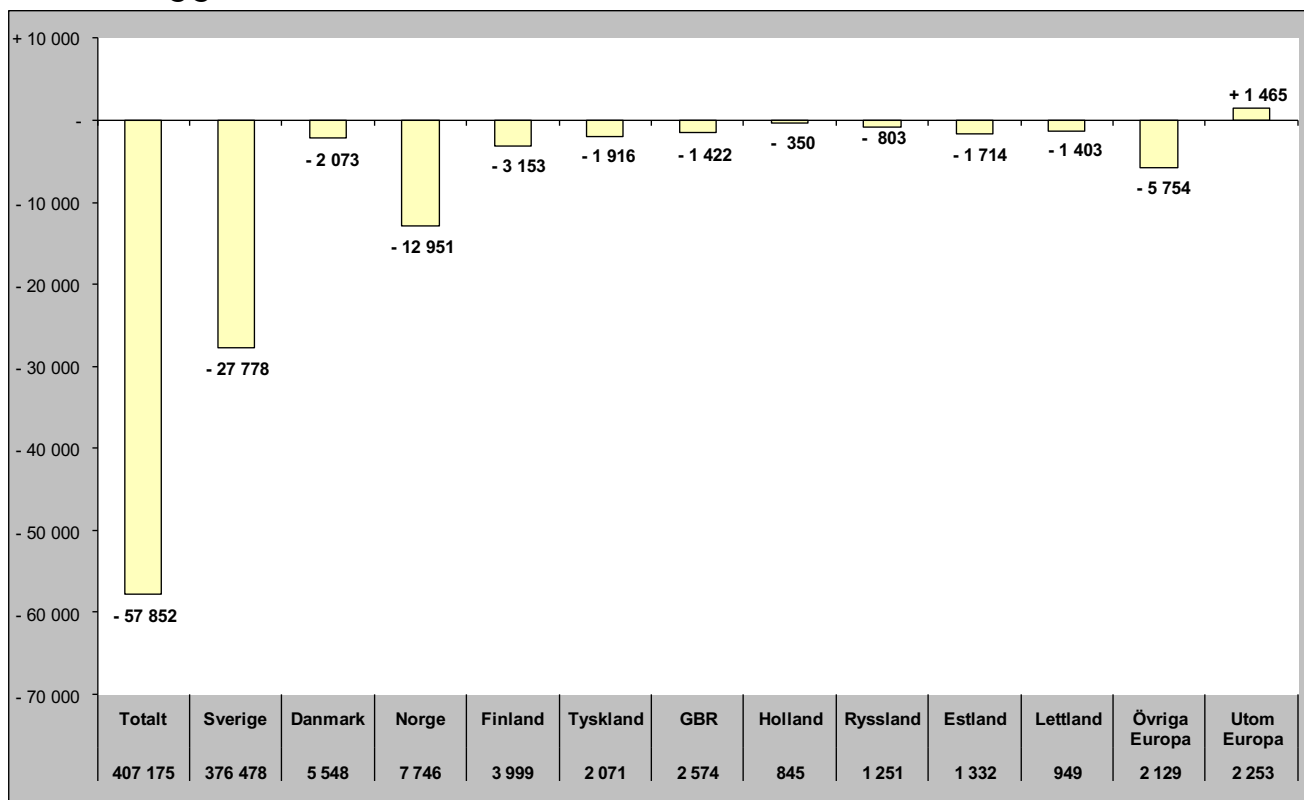 + 10 000
-
- 10 000
- 20 000
- 30 000
- 40 000
- 50 000
- 60 000
- 70 000
- 57 852
- 27 778
- 2 073
- 12 951
- 3 153
- 1 916
- 1 422
- 350
- 803
- 1 714
- 1 403
- 5 754
+ 1 465
Totalt Sverige Danmark Norge Finland Tyskland GBR Holland Ryssland Estland Lettland Övriga Europa Utom Europa
407 175 376 478 5 548 7 746 3 999 2 071 2 574 845 1 251 1 332 949 2 129 2 253